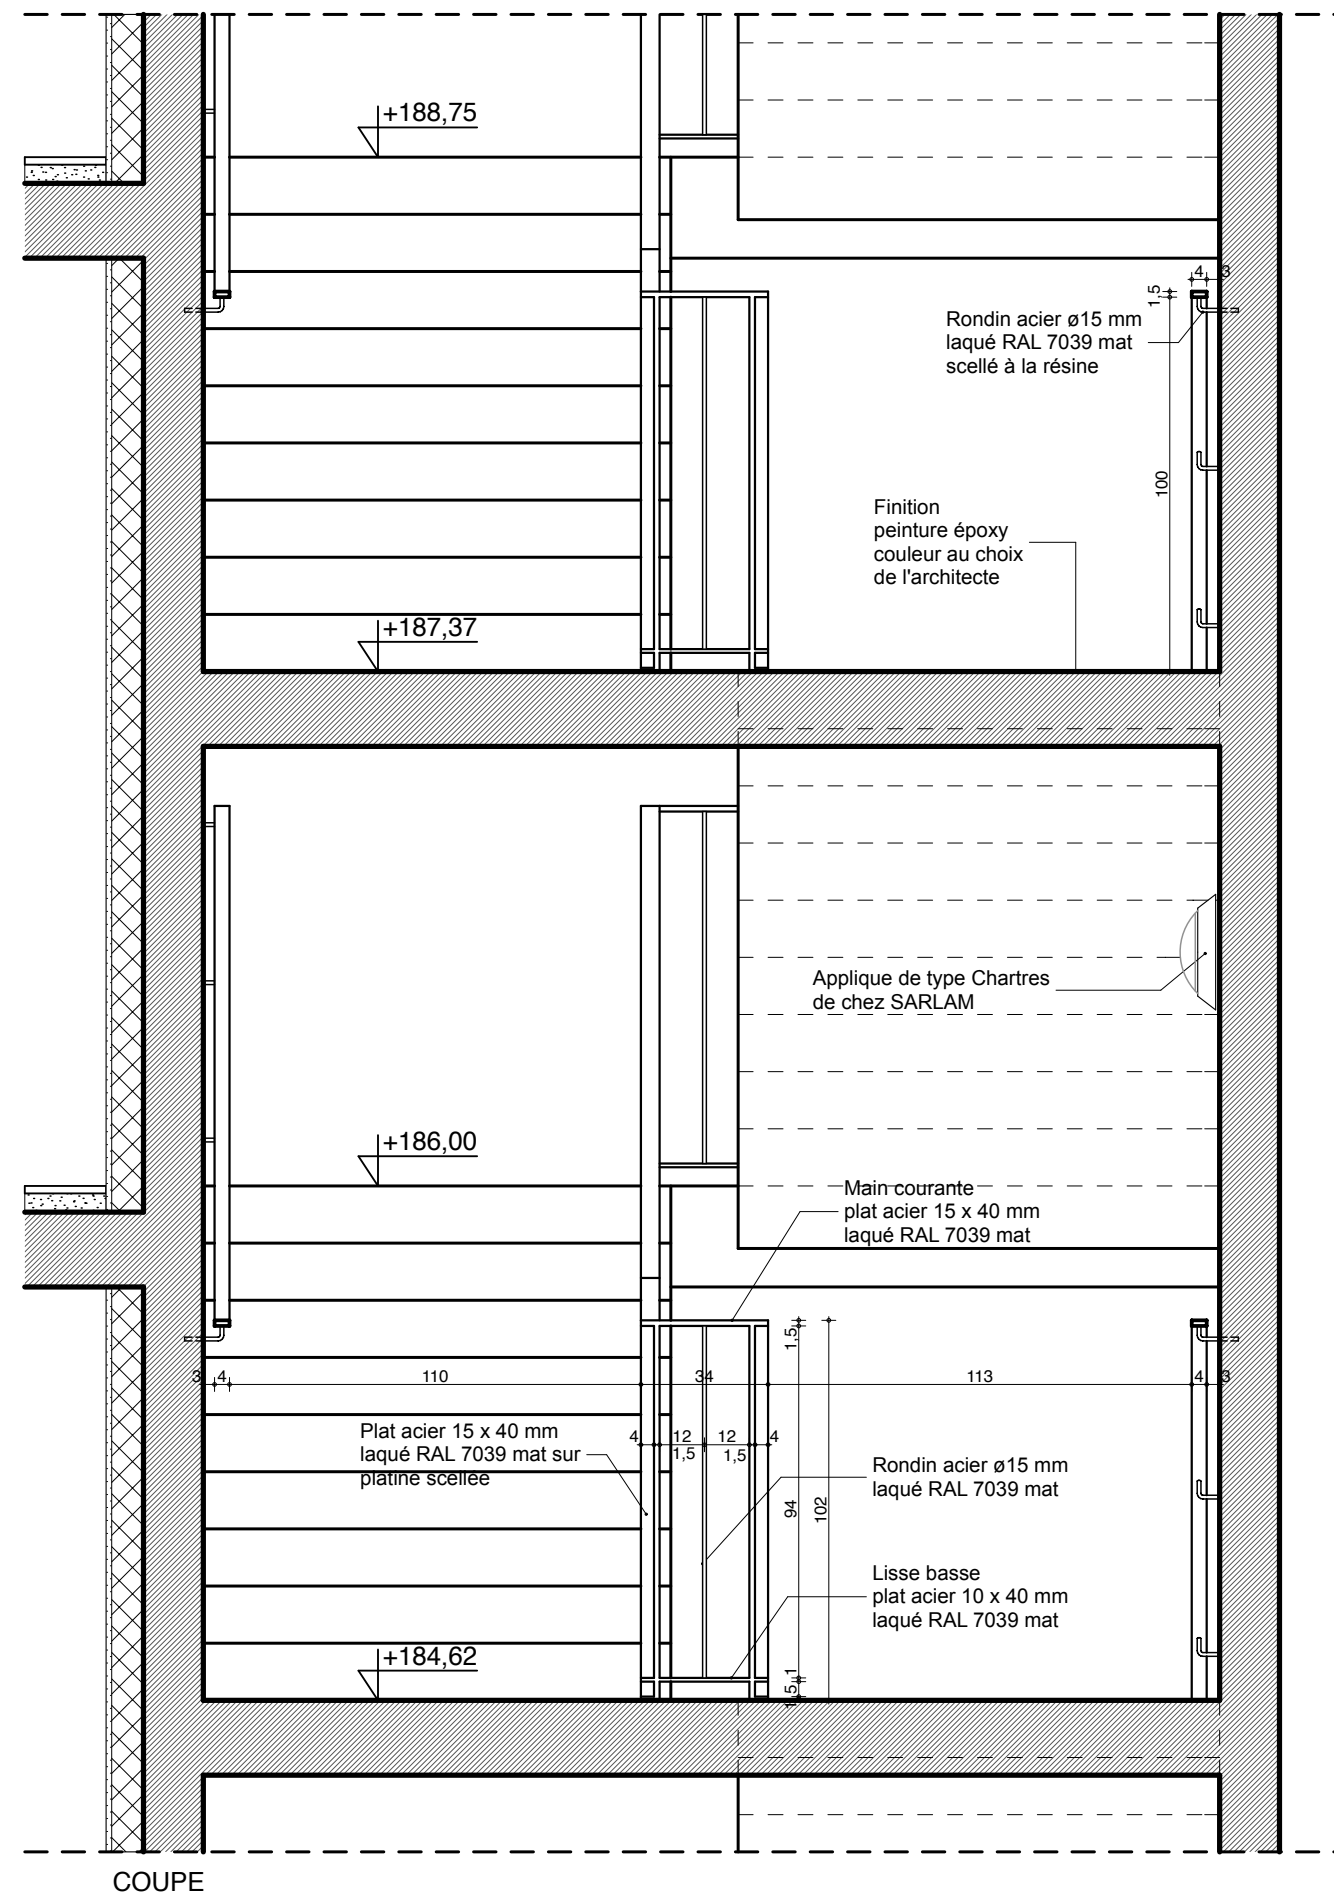 +188,75
4
3
1,5
Rondin acier ø15 mm
laqué RAL 7039 mat
scellé à la résine
100
Finition
peinture époxy
couleur au choix
de l'architecte
+187,37
Applique de type Chartres
de chez SARLAM
+186,00
Main courante
plat acier 15 x 40 mm
laqué RAL 7039 mat
1,5
3
4
110
34
113
4
3
Plat acier 15 x 40 mm
laqué RAL 7039 mat sur
platine scellée
4
12
12
4
1,5
1,5
Rondin acier ø15 mm
laqué RAL 7039 mat
94
102
Lisse basse
plat acier 10 x 40 mm
laqué RAL 7039 mat
+184,62
1
COUPE